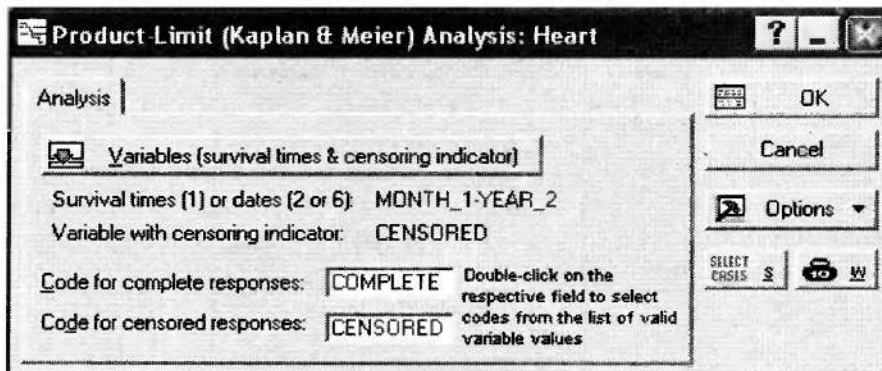 Product-Limit (Kaplan & Meier) Analysis: Heart
Analysis
Variables (survival times & censoring indicator)
Survival times (1) or dates (2 or 6): MONTH_1-YEAR_2
Variable with censoring indicator: CENSORED
Code for complete responses: COMPLETE
Code for censored responses: CENSORED
Double-click on the
respective field to select
codes from the list of valid
variable values
OK
Cancel
Options
SELECT
CASES S
W